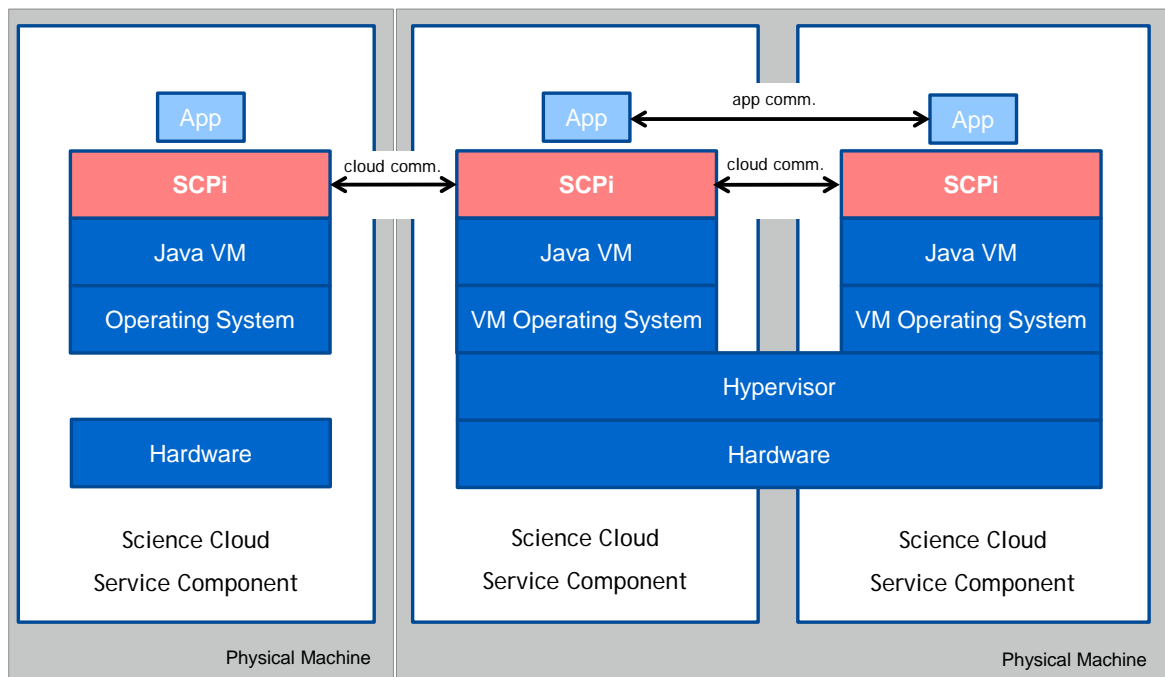 App
app comm.
App
App
cloud comm.
cloud comm.
SCPi
SCPi
SCPi
Java VM
Java VM
Java VM
Operating System
VM Operating System
VM Operating System
Hypervisor
Hardware
Hardware
Science Cloud
Service Component
Science Cloud
Service Component
Science Cloud
Service Component
Physical Machine
Physical Machine